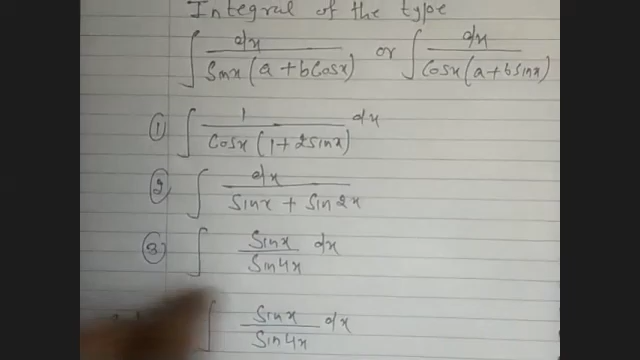 Integral of the type
∫ dx / Sinx (a + bCosx) or ∫ dx / Cosx (a + bSinx)
① ∫ 1 / Cosx (1 + 2Sinx) dx
② ∫ dx / Sinx + Sin2x
③ ∫ Sinx / Sin4x dx
∫ Sinx / Sin4x dx